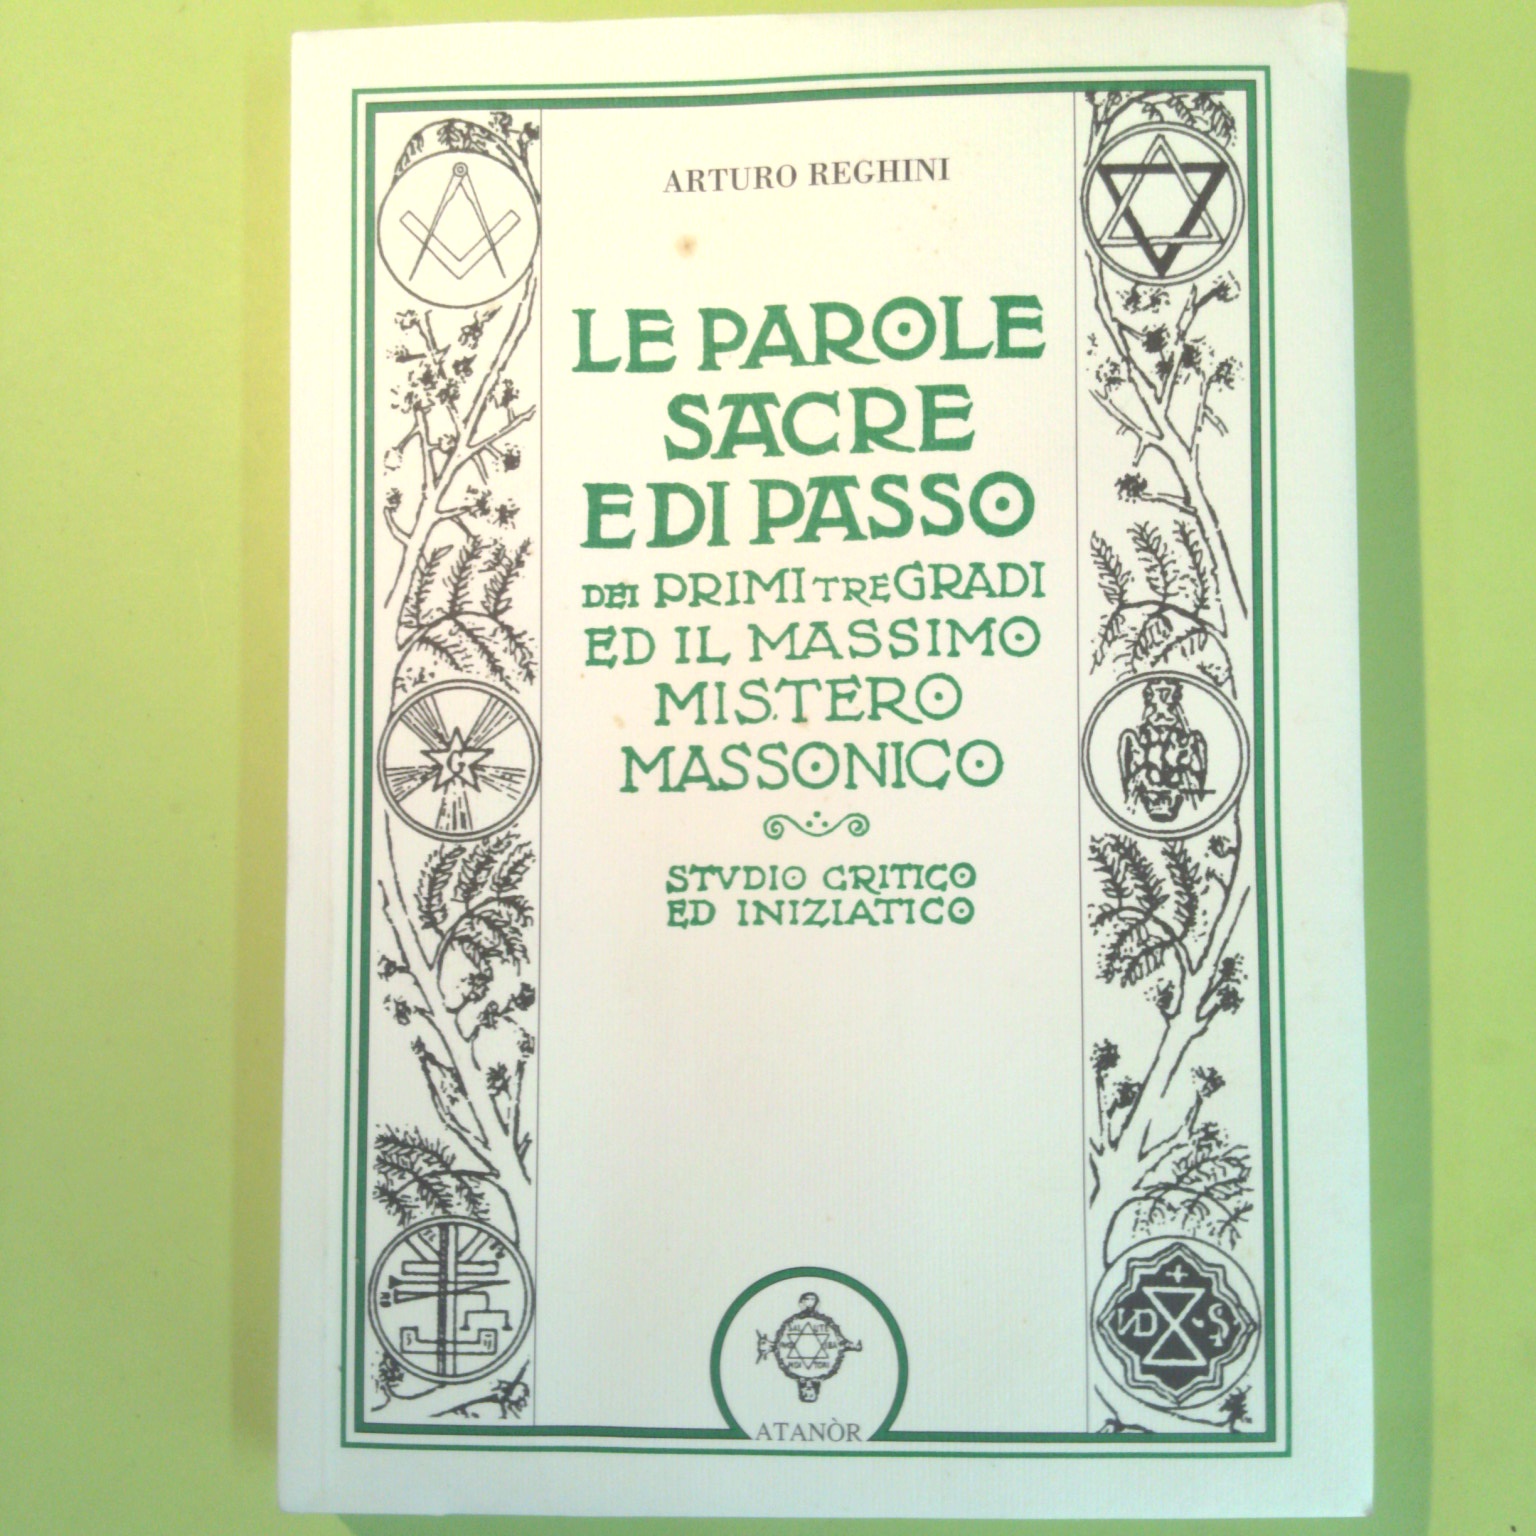 ARTURO REGHINI
LE PAROLE
SACRE
E DI PASSO
DEI PRIMI TRE GRADI
ED IL MASSIMO
MISTERO
MASSONICO
STVDIO CRITICO
ED INIZIATICO
G
ATANÒR